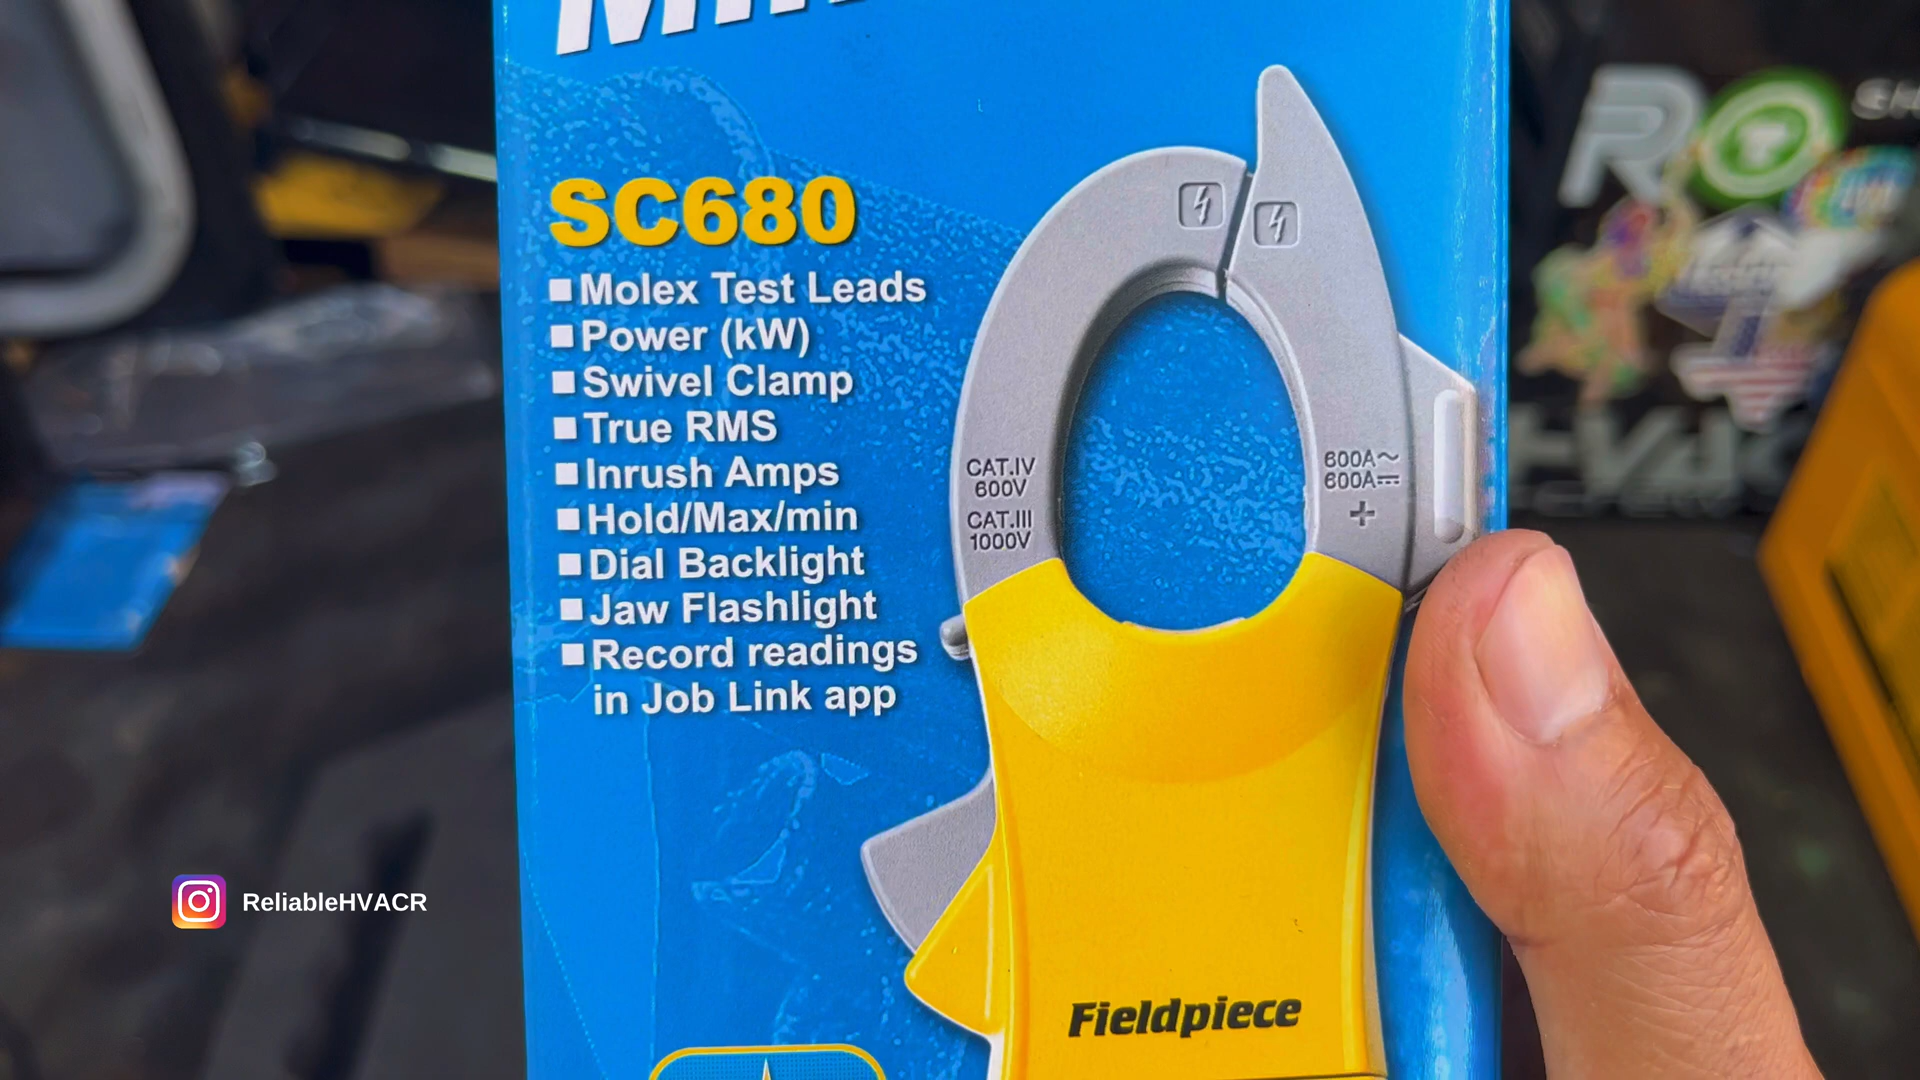 SC680
Molex Test Leads
Power (kW)
Swivel Clamp
True RMS
Inrush Amps
Hold/Max/min
Dial Backlight
Jaw Flashlight
Record readings
in Job Link app
CAT.IV
600V
CAT.III
1000V
600A~
600A⎓
+
Fieldpiece
ReliableHVACR